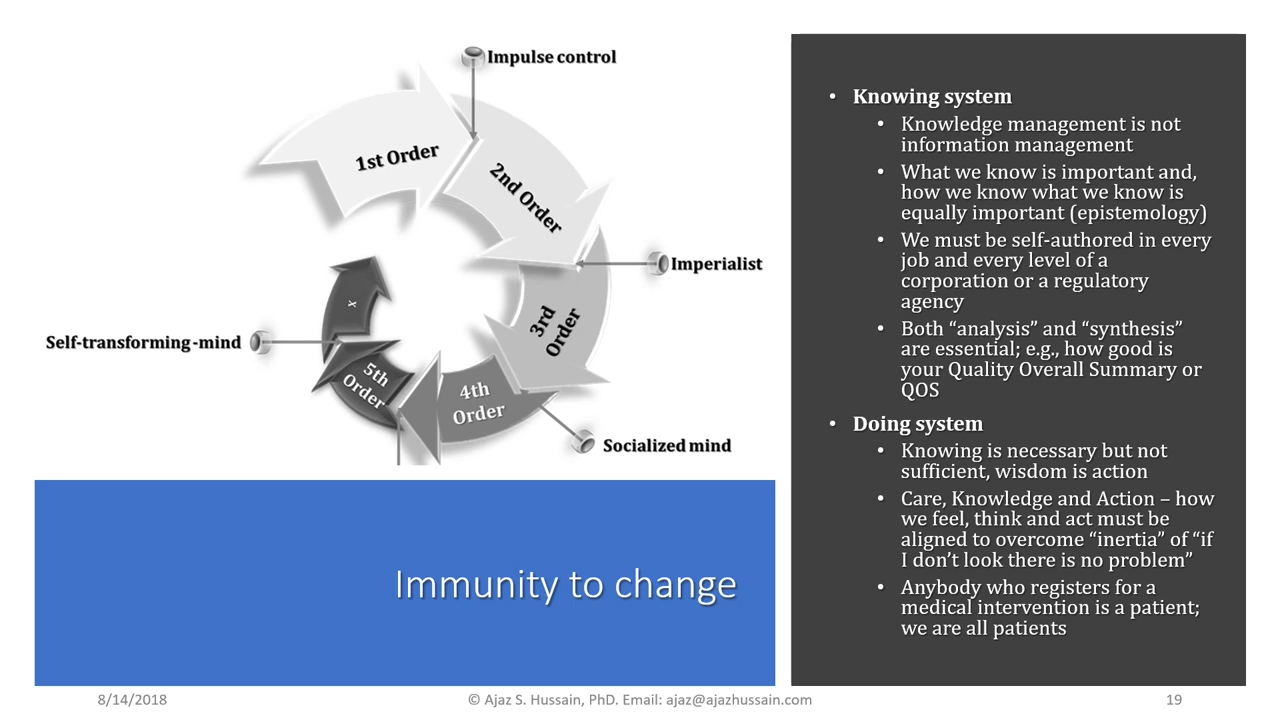 Impulse control
1st Order
2nd Order
Imperialist
3rd
Order
x
Self-transforming-mind
5th
Order
4th
Order
Socialized mind
Immunity to change
• Knowing system
• Knowledge management is not
information management
• What we know is important and,
how we know what we know is
equally important (epistemology)
• We must be self-authored in every
job and every level of a
corporation or a regulatory
agency
• Both “analysis” and “synthesis”
are essential; e.g., how good is
your Quality Overall Summary or
QOS
• Doing system
• Knowing is necessary but not
sufficient, wisdom is action
• Care, Knowledge and Action – how
we feel, think and act must be
aligned to overcome “inertia” of “if
I don’t look there is no problem”
• Anybody who registers for a
medical intervention is a patient;
we are all patients
8/14/2018
© Ajaz S. Hussain, PhD. Email: ajaz@ajazhussain.com
19